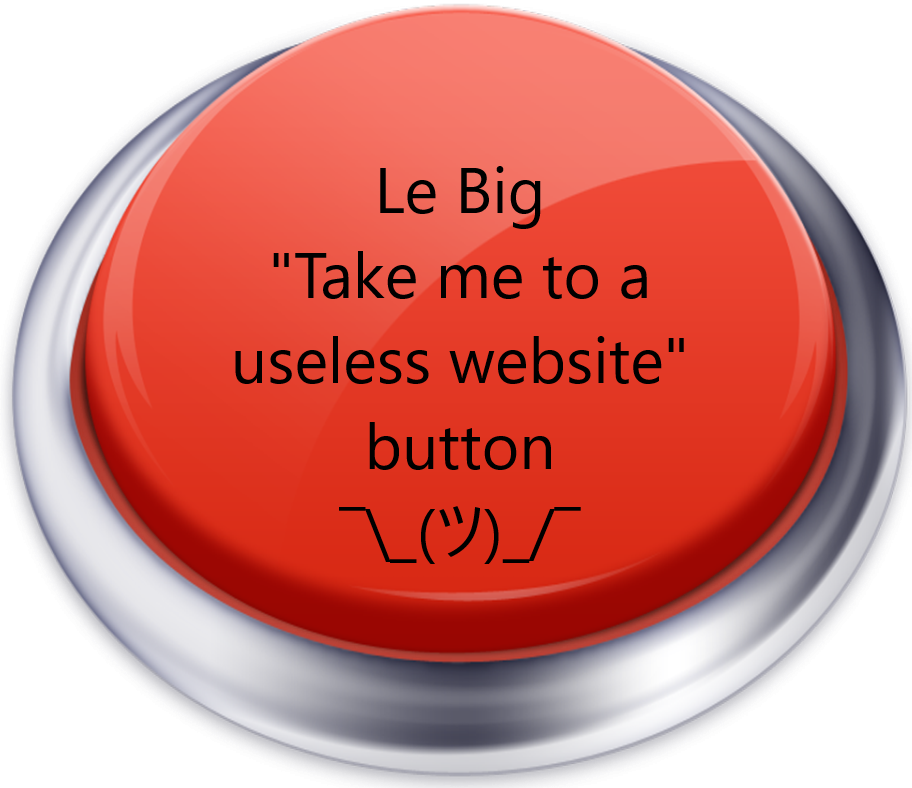 Le Big
"Take me to a
useless website"
button
¯\_(ツ)_/¯